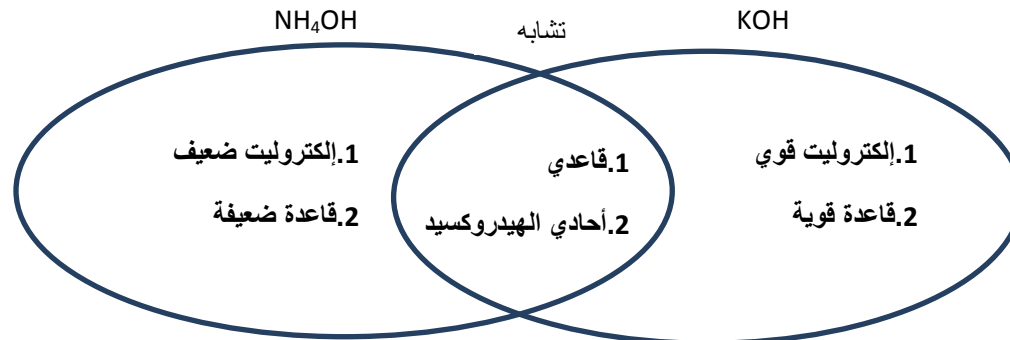 NH₄OH
تشابه
KOH
1.إلكتروليت ضعيف
2.قاعدة ضعيفة
1.قاعدي
2.أحادي الهيدروكسيد
1.إلكتروليت قوي
2.قاعدة قوية